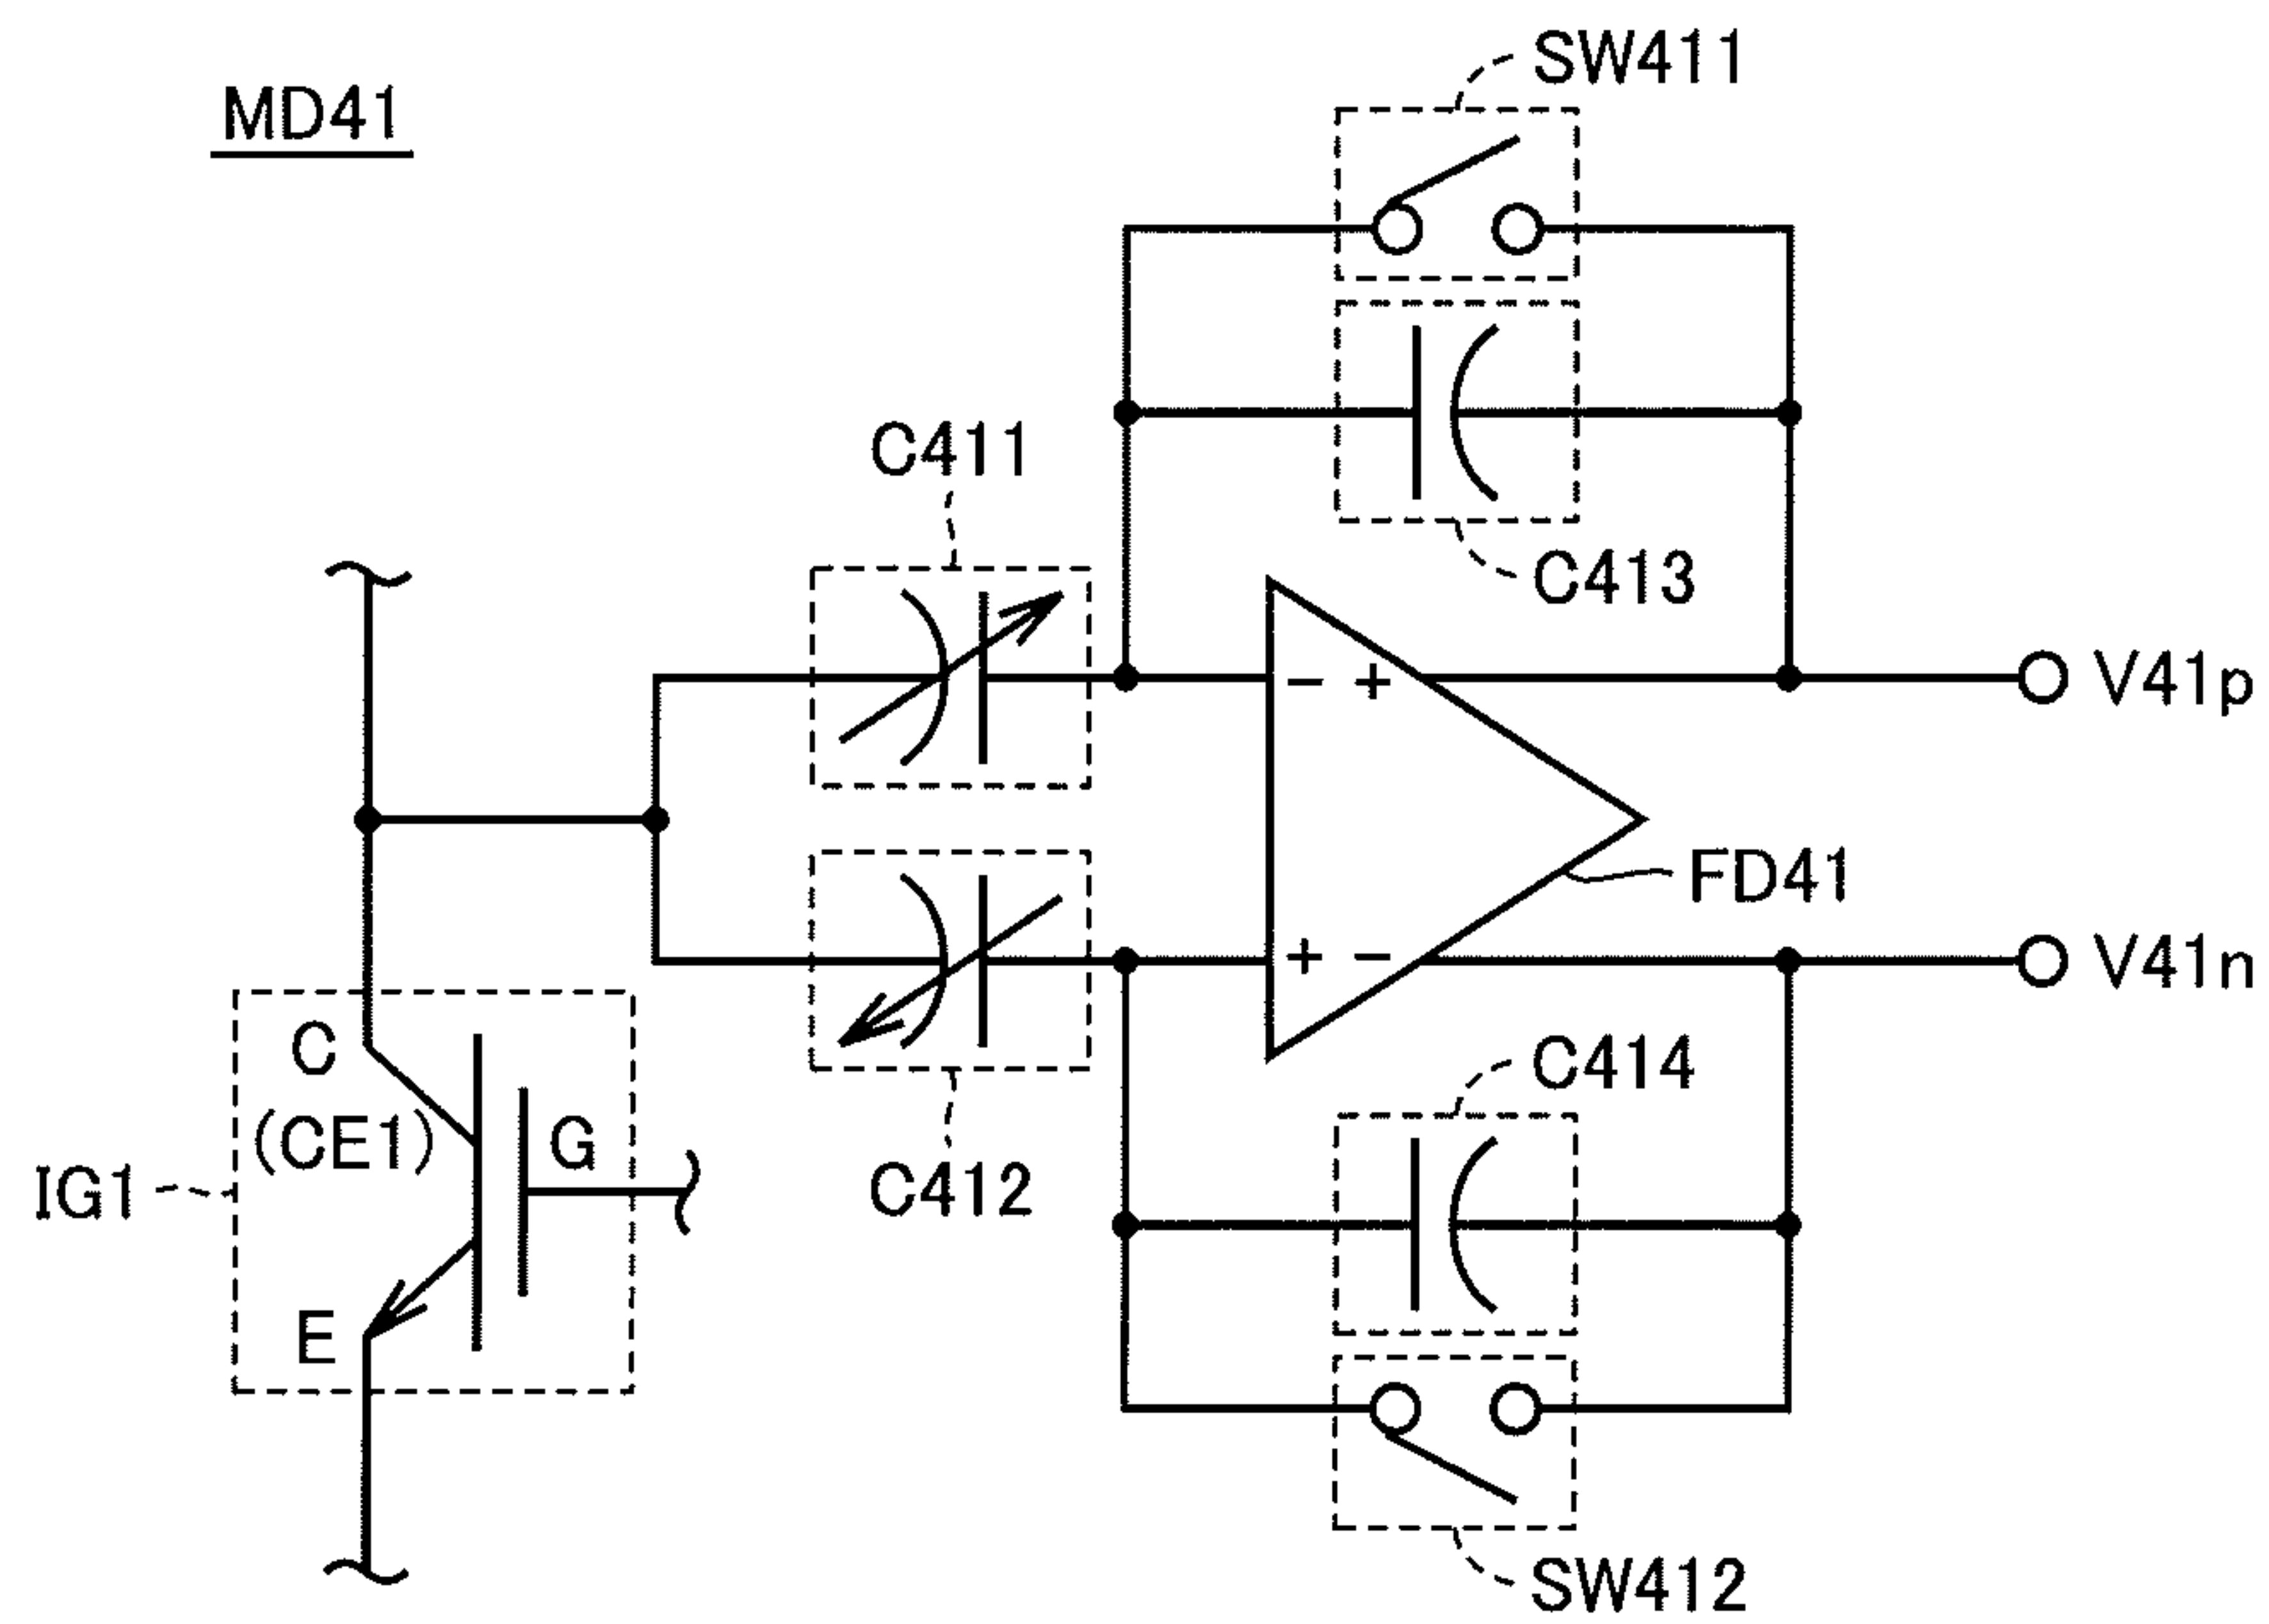 MD41
SW411
C411
C413
- +
V41p
FD41
+ -
V41n
C
(CE1)
G
IG1
E
C412
C414
SW412